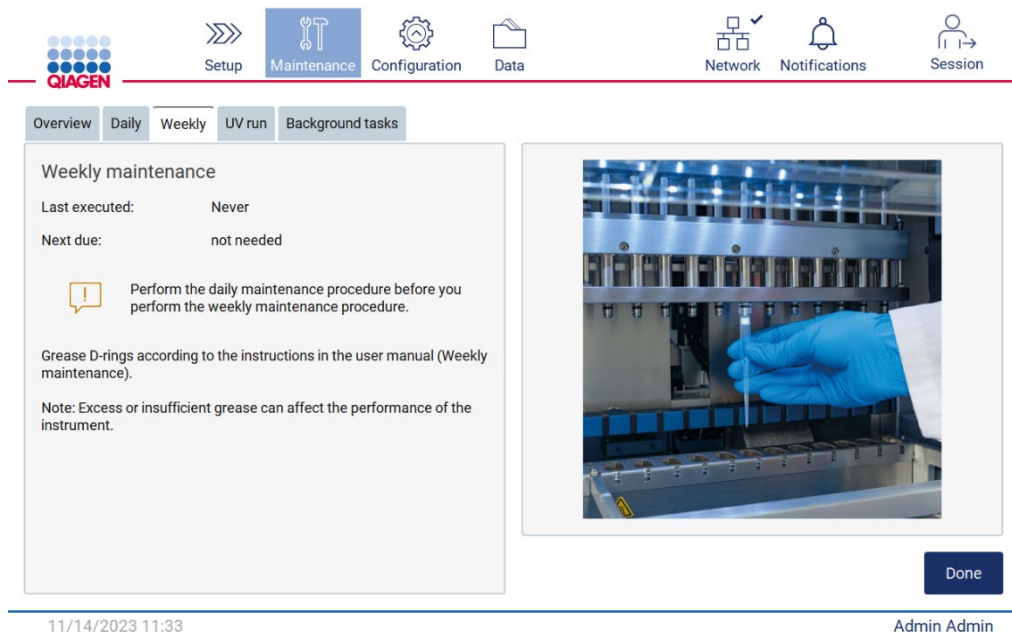 QIAGEN
Setup
Maintenance
Configuration
Data
Network
Notifications
Session
Overview
Daily
Weekly
UV run
Background tasks
Weekly maintenance
Last executed: Never
Next due: not needed
Perform the daily maintenance procedure before you
perform the weekly maintenance procedure.
Grease D-rings according to the instructions in the user manual (Weekly
maintenance).
Note: Excess or insufficient grease can affect the performance of the
instrument.
Done
11/14/2023 11:33
Admin Admin